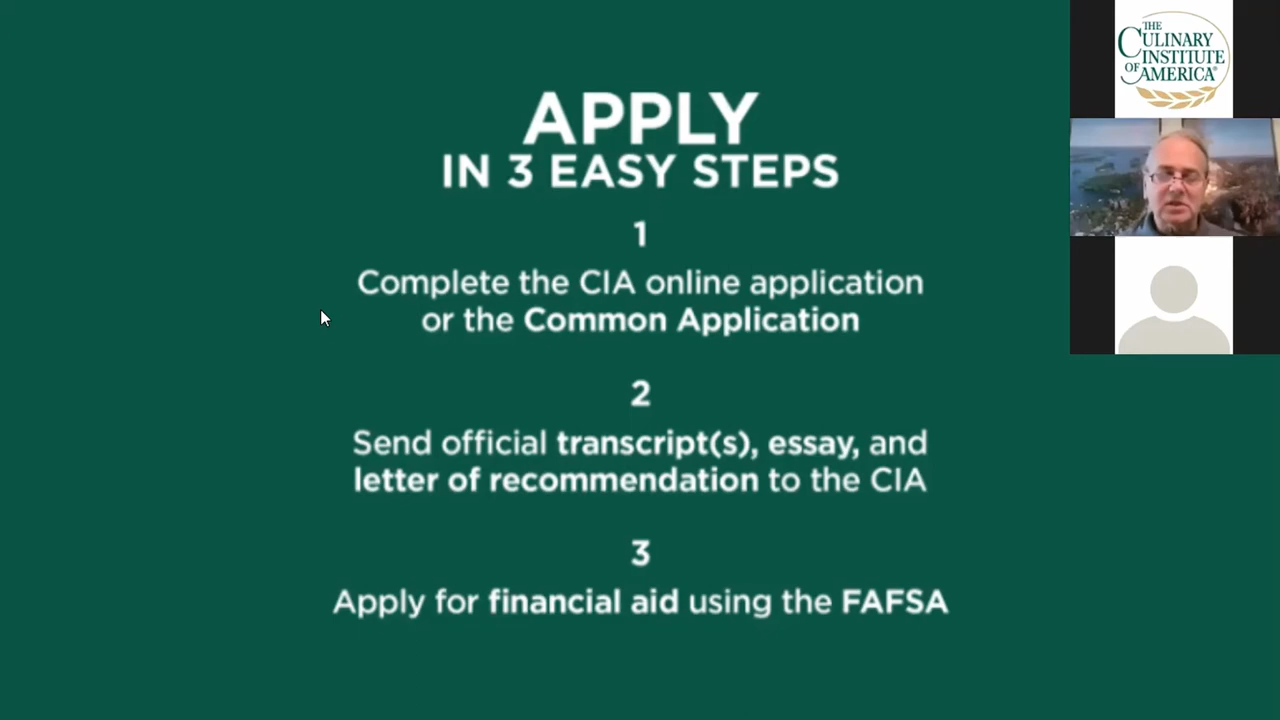 APPLY
IN 3 EASY STEPS
1
Complete the CIA online application
or the Common Application
2
Send official transcript(s), essay, and
letter of recommendation to the CIA
3
Apply for financial aid using the FAFSA
THE
CULINARY
INSTITUTE
OF AMERICA®